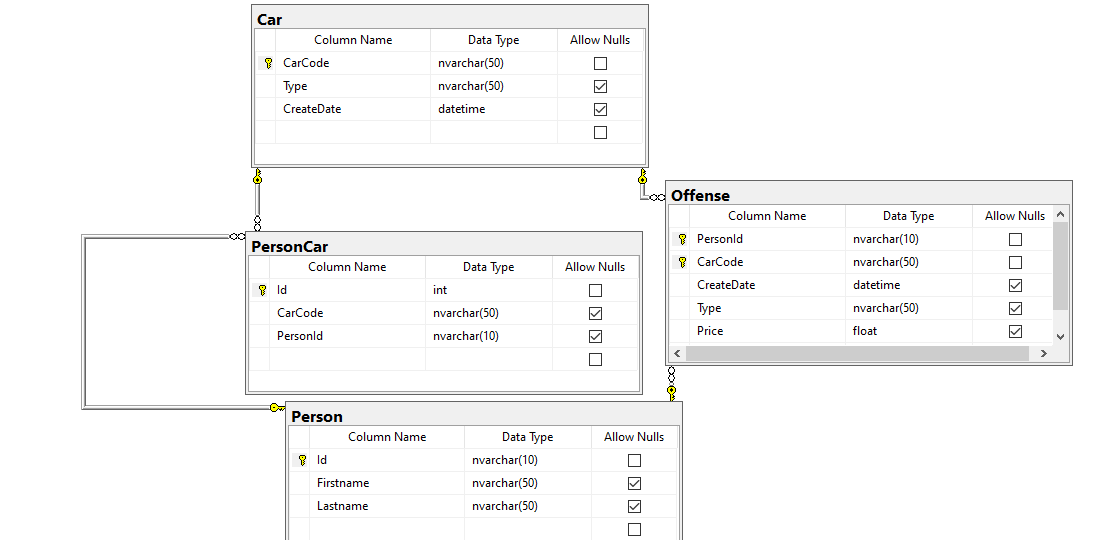 Car
Column Name Data Type Allow Nulls
CarCode nvarchar(50)
Type nvarchar(50)
CreateDate datetime
Offense
Column Name Data Type Allow Nulls
PersonId nvarchar(10)
CarCode nvarchar(50)
CreateDate datetime
Type nvarchar(50)
Price float
PersonCar
Column Name Data Type Allow Nulls
Id int
CarCode nvarchar(50)
PersonId nvarchar(10)
Person
Column Name Data Type Allow Nulls
Id nvarchar(10)
Firstname nvarchar(50)
Lastname nvarchar(50)